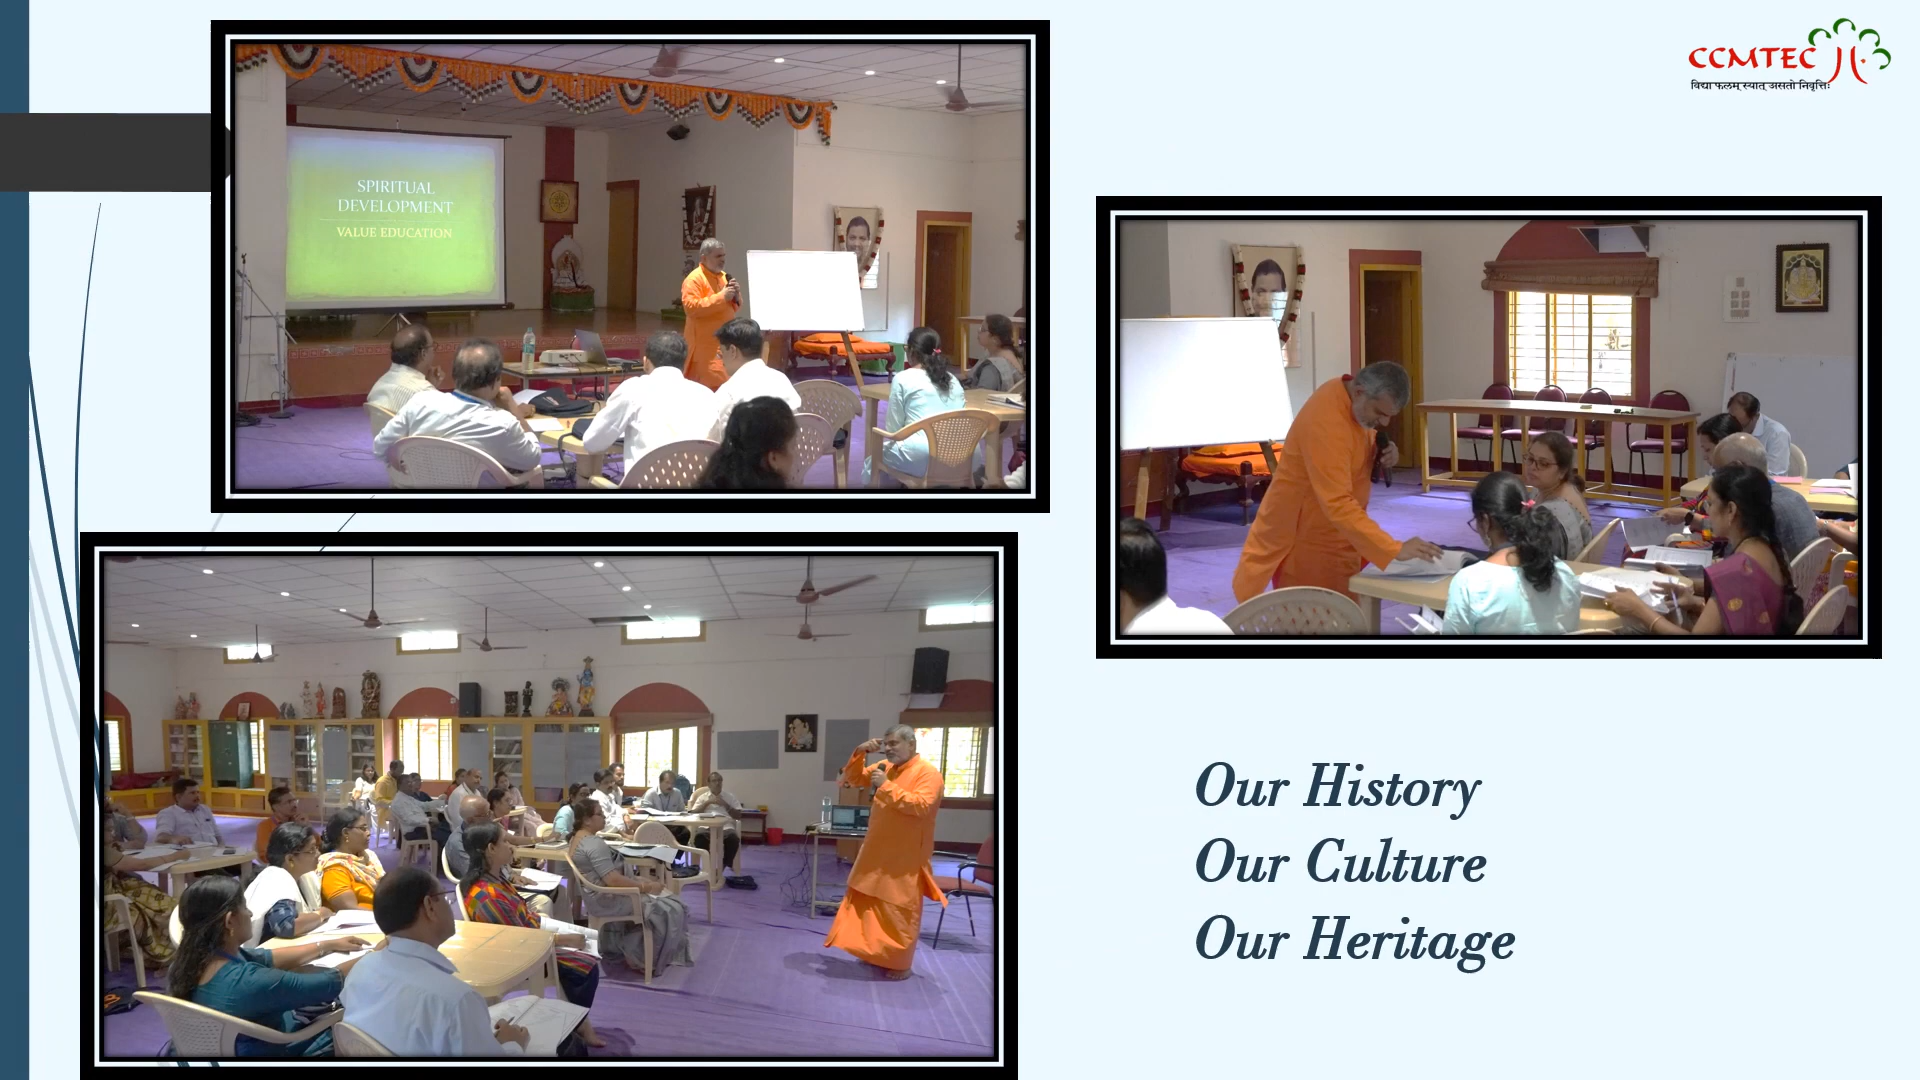 CCMTEC
विद्या फलम् स्यात् असतो निवृत्तिः
SPIRITUAL
DEVELOPMENT
VALUE EDUCATION
Our History
Our Culture
Our Heritage